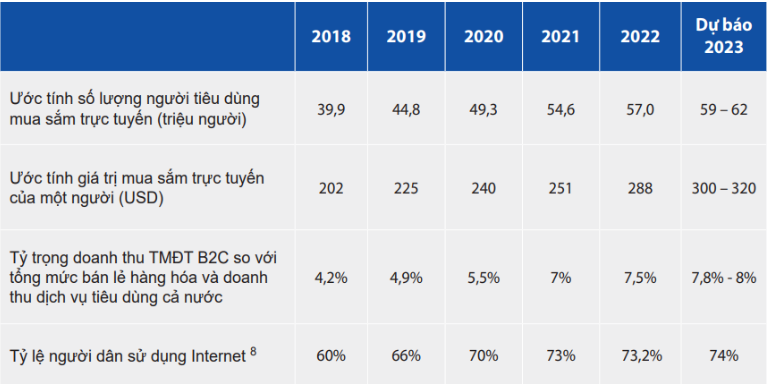 2018 2019 2020 2021 2022 Dự báo
2023
Ước tính số lượng người tiêu dùng
mua sắm trực tuyến (triệu người) 39,9 44,8 49,3 54,6 57,0 59 – 62
Ước tính giá trị mua sắm trực tuyến
của một người (USD) 202 225 240 251 288 300 – 320
Tỷ trọng doanh thu TMĐT B2C so với
tổng mức bán lẻ hàng hóa và doanh 4,2% 4,9% 5,5% 7% 7,5% 7,8% - 8%
thu dịch vụ tiêu dùng cả nước
Tỷ lệ người dân sử dụng Internet 8 60% 66% 70% 73% 73,2% 74%